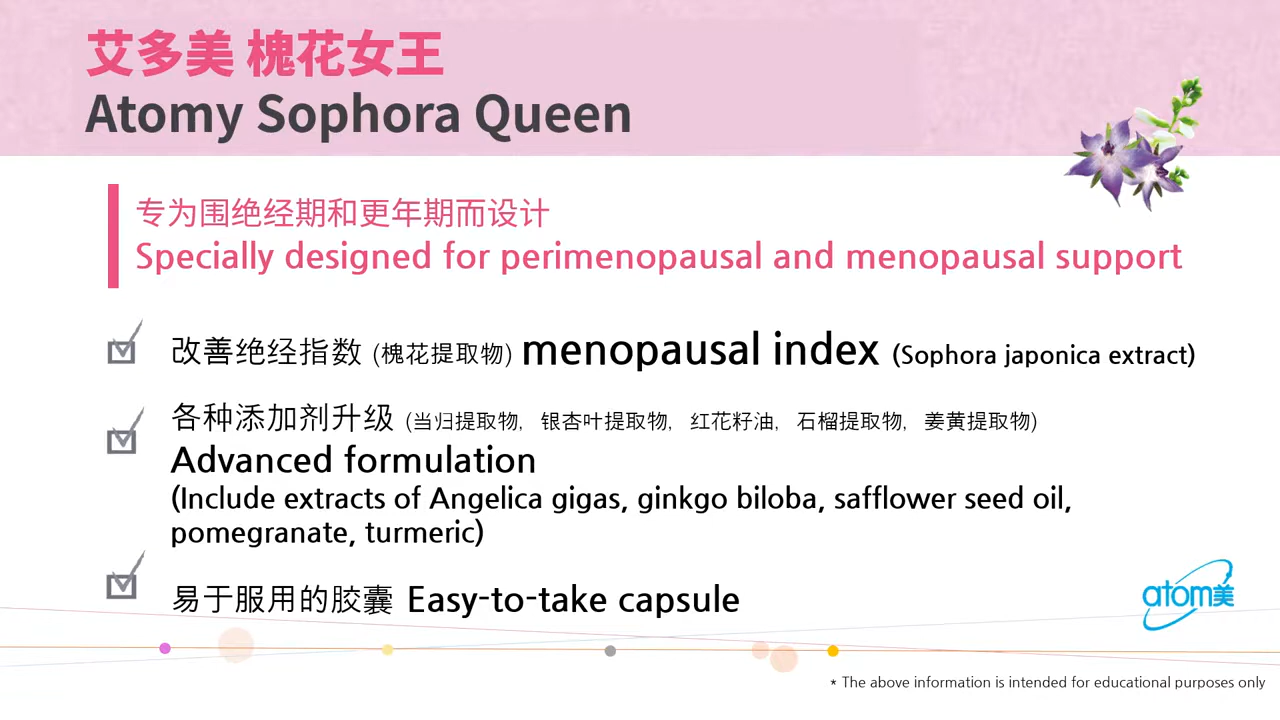 艾多美 槐花女王
Atomy Sophora Queen
专为围绝经期和更年期而设计
Specially designed for perimenopausal and menopausal support
改善绝经指数 (槐花提取物) menopausal index (Sophora japonica extract)
各种添加剂升级 (当归提取物, 银杏叶提取物, 红花籽油, 石榴提取物, 姜黄提取物)
Advanced formulation
(Include extracts of Angelica gigas, ginkgo biloba, safflower seed oil,
pomegranate, turmeric)
易于服用的胶囊 Easy-to-take capsule
atom美
* The above information is intended for educational purposes only